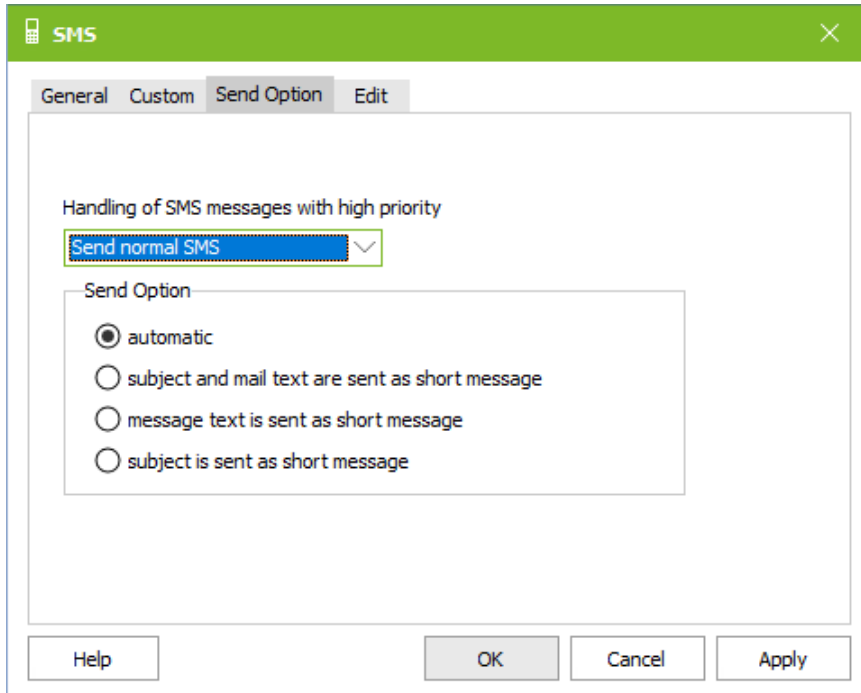 SMS
General Custom Send Option Edit
Handling of SMS messages with high priority
Send normal SMS
Send Option
automatic
subject and mail text are sent as short message
message text is sent as short message
subject is sent as short message
Help OK Cancel Apply